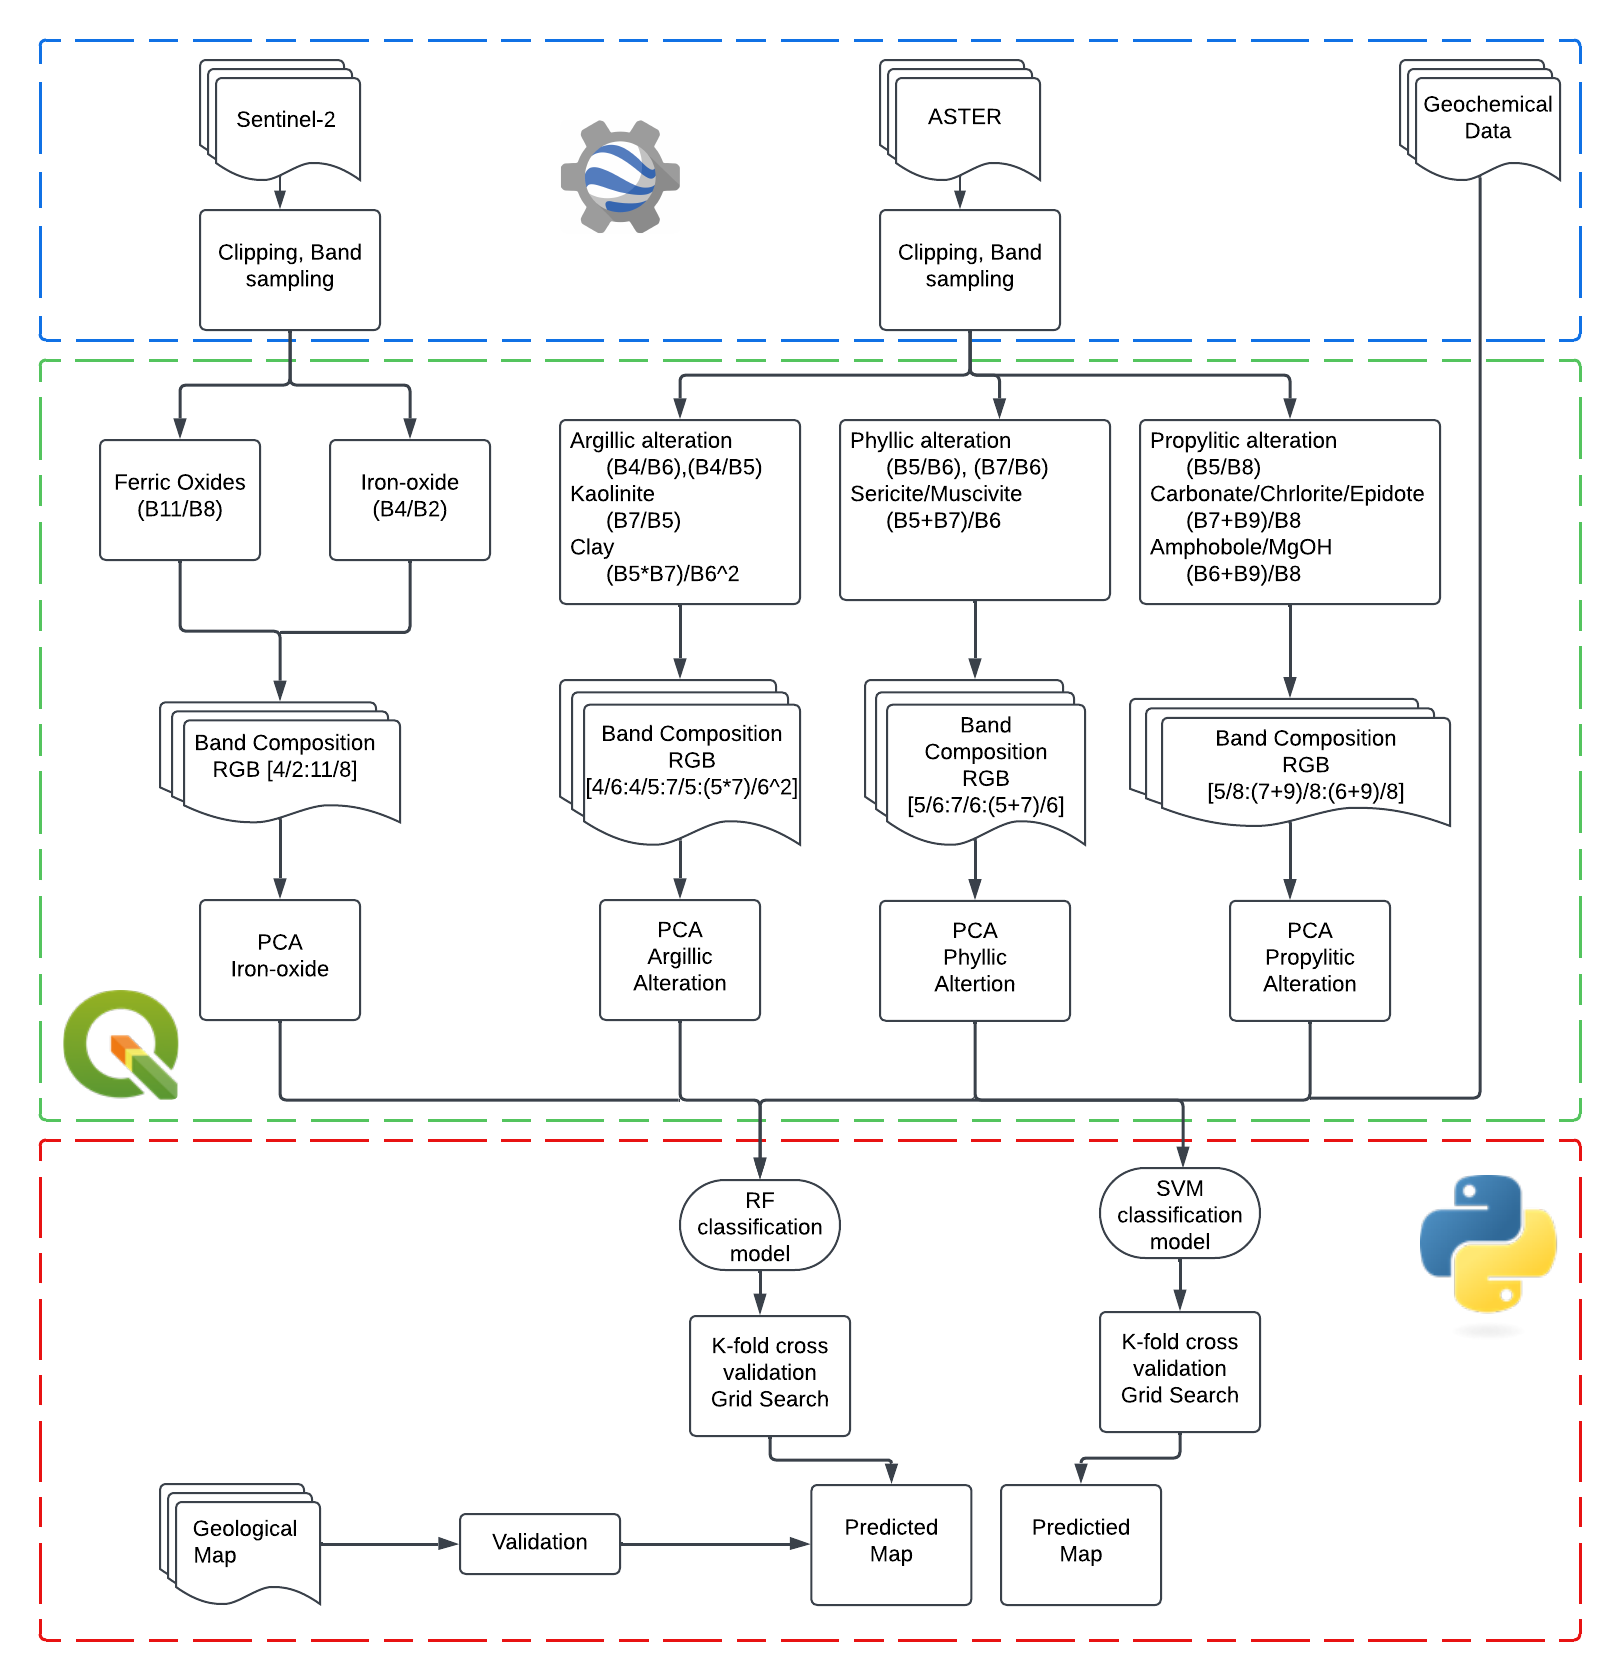 Sentinel-2
ASTER
Geochemical
Data
Clipping, Band
sampling
Clipping, Band
sampling
Ferric Oxides
(B11/B8)
Iron-oxide
(B4/B2)
Argillic alteration
(B4/B6),(B4/B5)
Kaolinite
(B7/B5)
Clay
(B5*B7)/B6^2
Phyllic alteration
(B5/B6), (B7/B6)
Sericite/Muscivite
(B5+B7)/B6
Propylitic alteration
(B5/B8)
Carbonate/Chrlorite/Epidote
(B7+B9)/B8
Amphobole/MgOH
(B6+B9)/B8
Band Composition
RGB [4/2:11/8]
Band Composition
RGB
[4/6:4/5:7/5:(5*7)/6^2]
Band
Composition
RGB
[5/6:7/6:(5+7)/6]
Band Composition
RGB
[5/8:(7+9)/8:(6+9)/8]
PCA
Iron-oxide
PCA
Argillic
Alteration
PCA
Phyllic
Altertion
PCA
Propylitic
Alteration
RF
classification
model
SVM
classification
model
K-fold cross
validation
Grid Search
K-fold cross
validation
Grid Search
Geological
Map
Validation
Predicted
Map
Predictied
Map